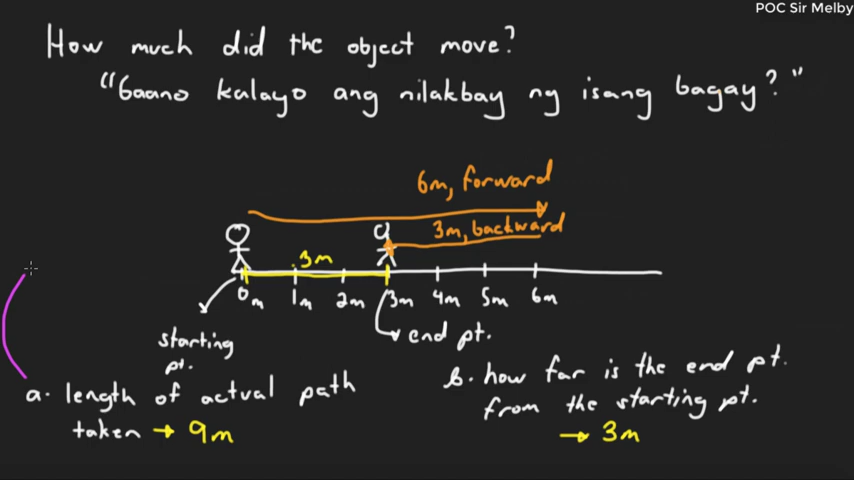 POC Sir Melby
How much did the object move?
"Gaano kalayo ang nilakbay ng isang bagay?"
6m, forward
3m, backward
3m
0m 1m 2m 3m 4m 5m 6m
starting
pt.
end pt.
a. length of actual path
taken → 9m
b. how far is the end pt.
from the starting pt.
→ 3m